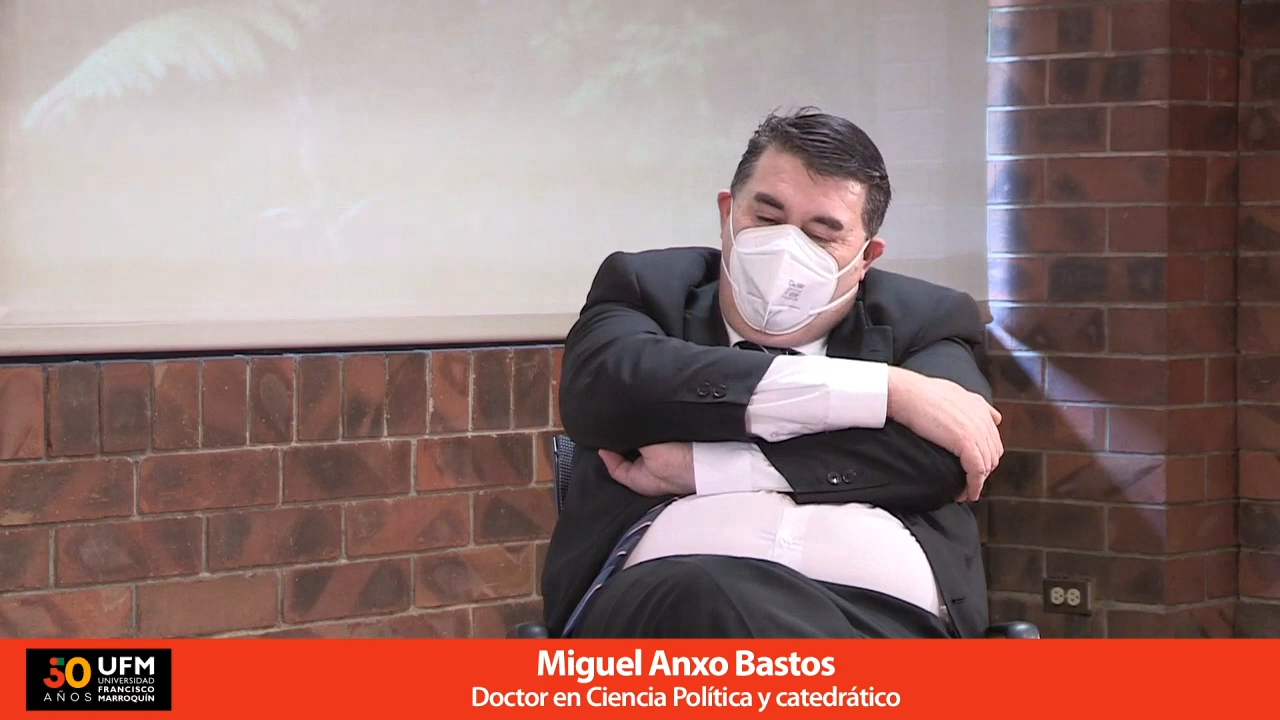 Miguel Anxo Bastos
Doctor en Ciencia Política y catedrático
50 UFM
AÑOS
UNIVERSIDAD
FRANCISCO
MARROQUÍN